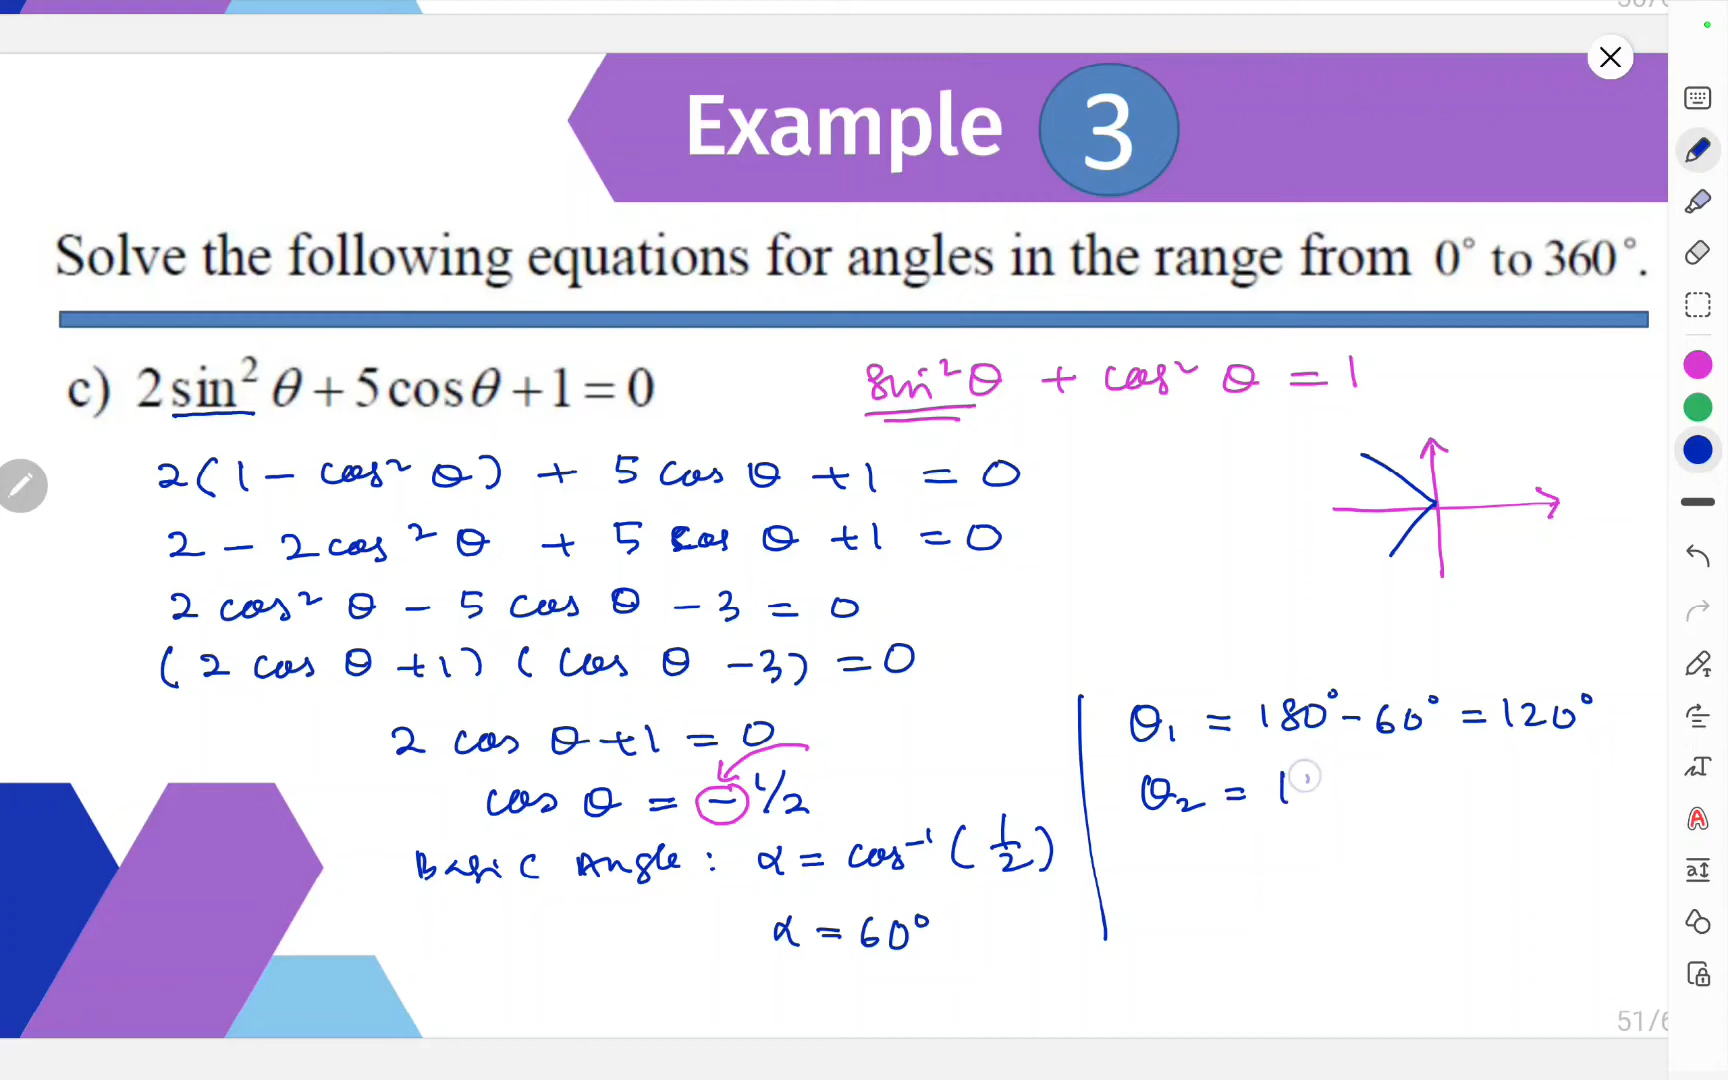 Example 3
Solve the following equations for angles in the range from 0° to 360°.
c) 2 sin² θ + 5 cos θ + 1 = 0
sin² θ + cos² θ = 1
2(1 - cos² θ) + 5 cos θ + 1 = 0
2 - 2 cos² θ + 5 cos θ + 1 = 0
2 cos² θ - 5 cos θ - 3 = 0
(2 cos θ + 1) (cos θ - 3) = 0
2 cos θ + 1 = 0
cos θ = - 1/2
Basic Angle : α = cos⁻¹ (1/2)
α = 60°
θ₁ = 180° - 60° = 120°
θ₂ = 1
51/6